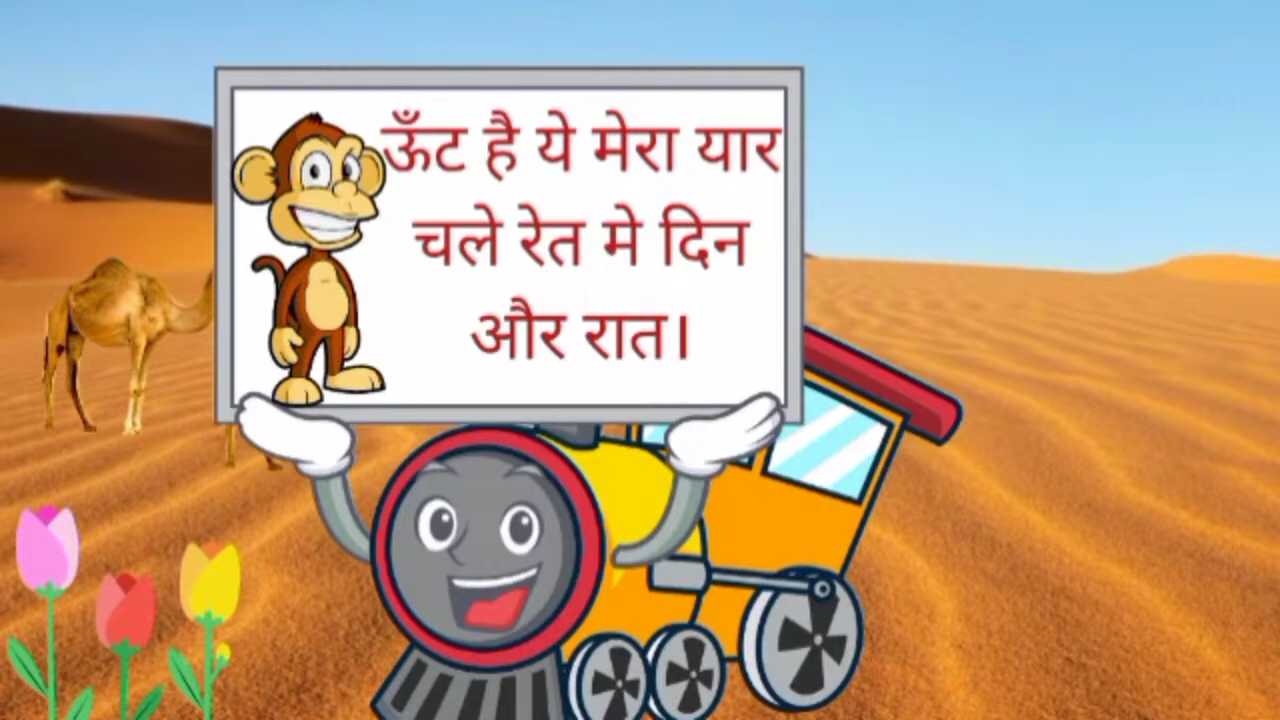 ऊँट है ये मेरा यार
चले रेत मे दिन
और रात।